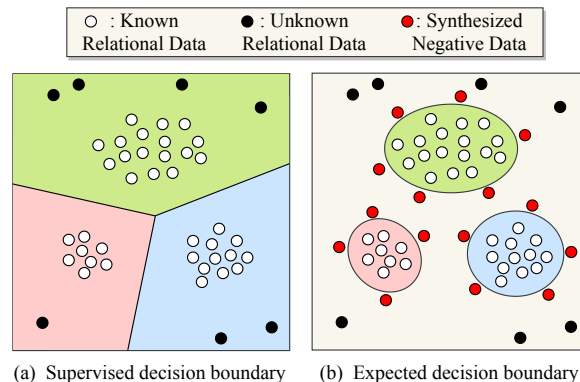 : Known Relational Data
: Unknown Relational Data
: Synthesized Negative Data
(a) Supervised decision boundary
(b) Expected decision boundary